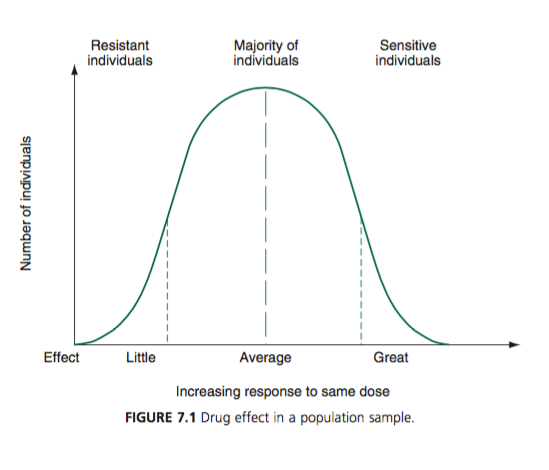 Resistant individuals
Majority of individuals
Sensitive individuals
Number of individuals
Effect Little Average Great
Increasing response to same dose
FIGURE 7.1 Drug effect in a population sample.